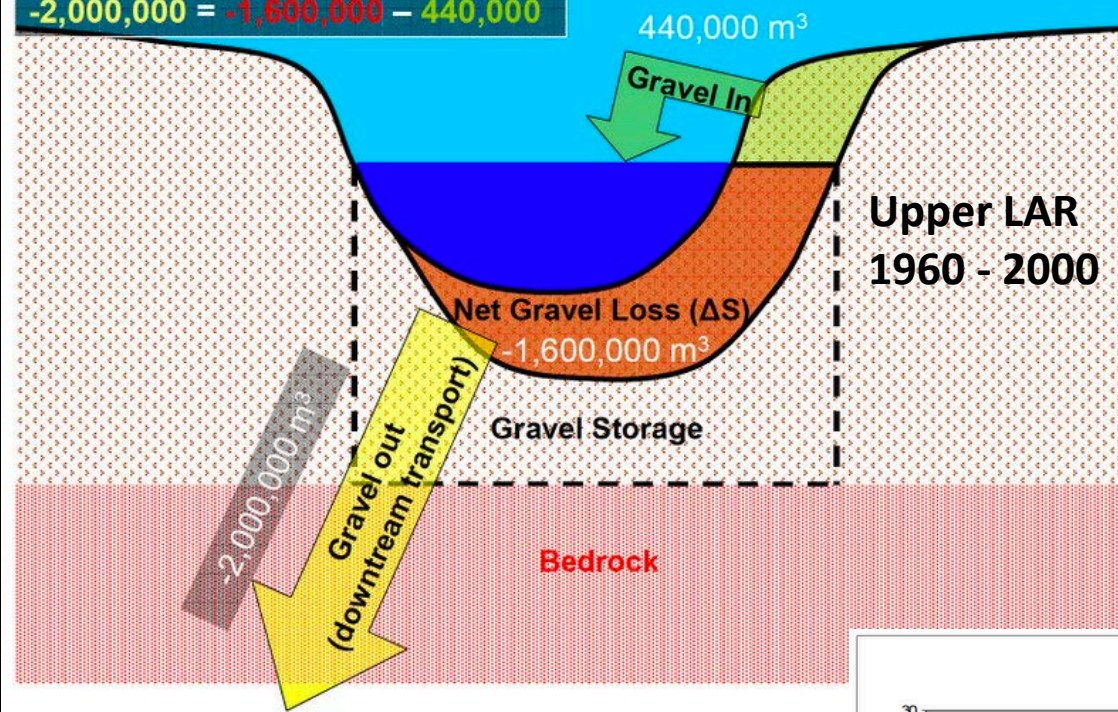 -2,000,000 = -1,600,000 – 440,000
440,000 m³
Gravel In
Upper LAR
1960 - 2000
Net Gravel Loss (ΔS)
-1,600,000 m³
Gravel Storage
-2,000,000 m³
Gravel out
(downtream transport)
Bedrock
30